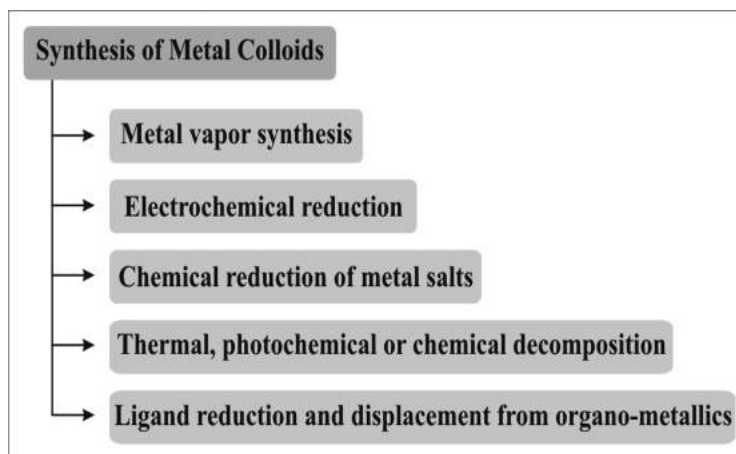 Synthesis of Metal Colloids
Metal vapor synthesis
Electrochemical reduction
Chemical reduction of metal salts
Thermal, photochemical or chemical decomposition
Ligand reduction and displacement from organo-metallics